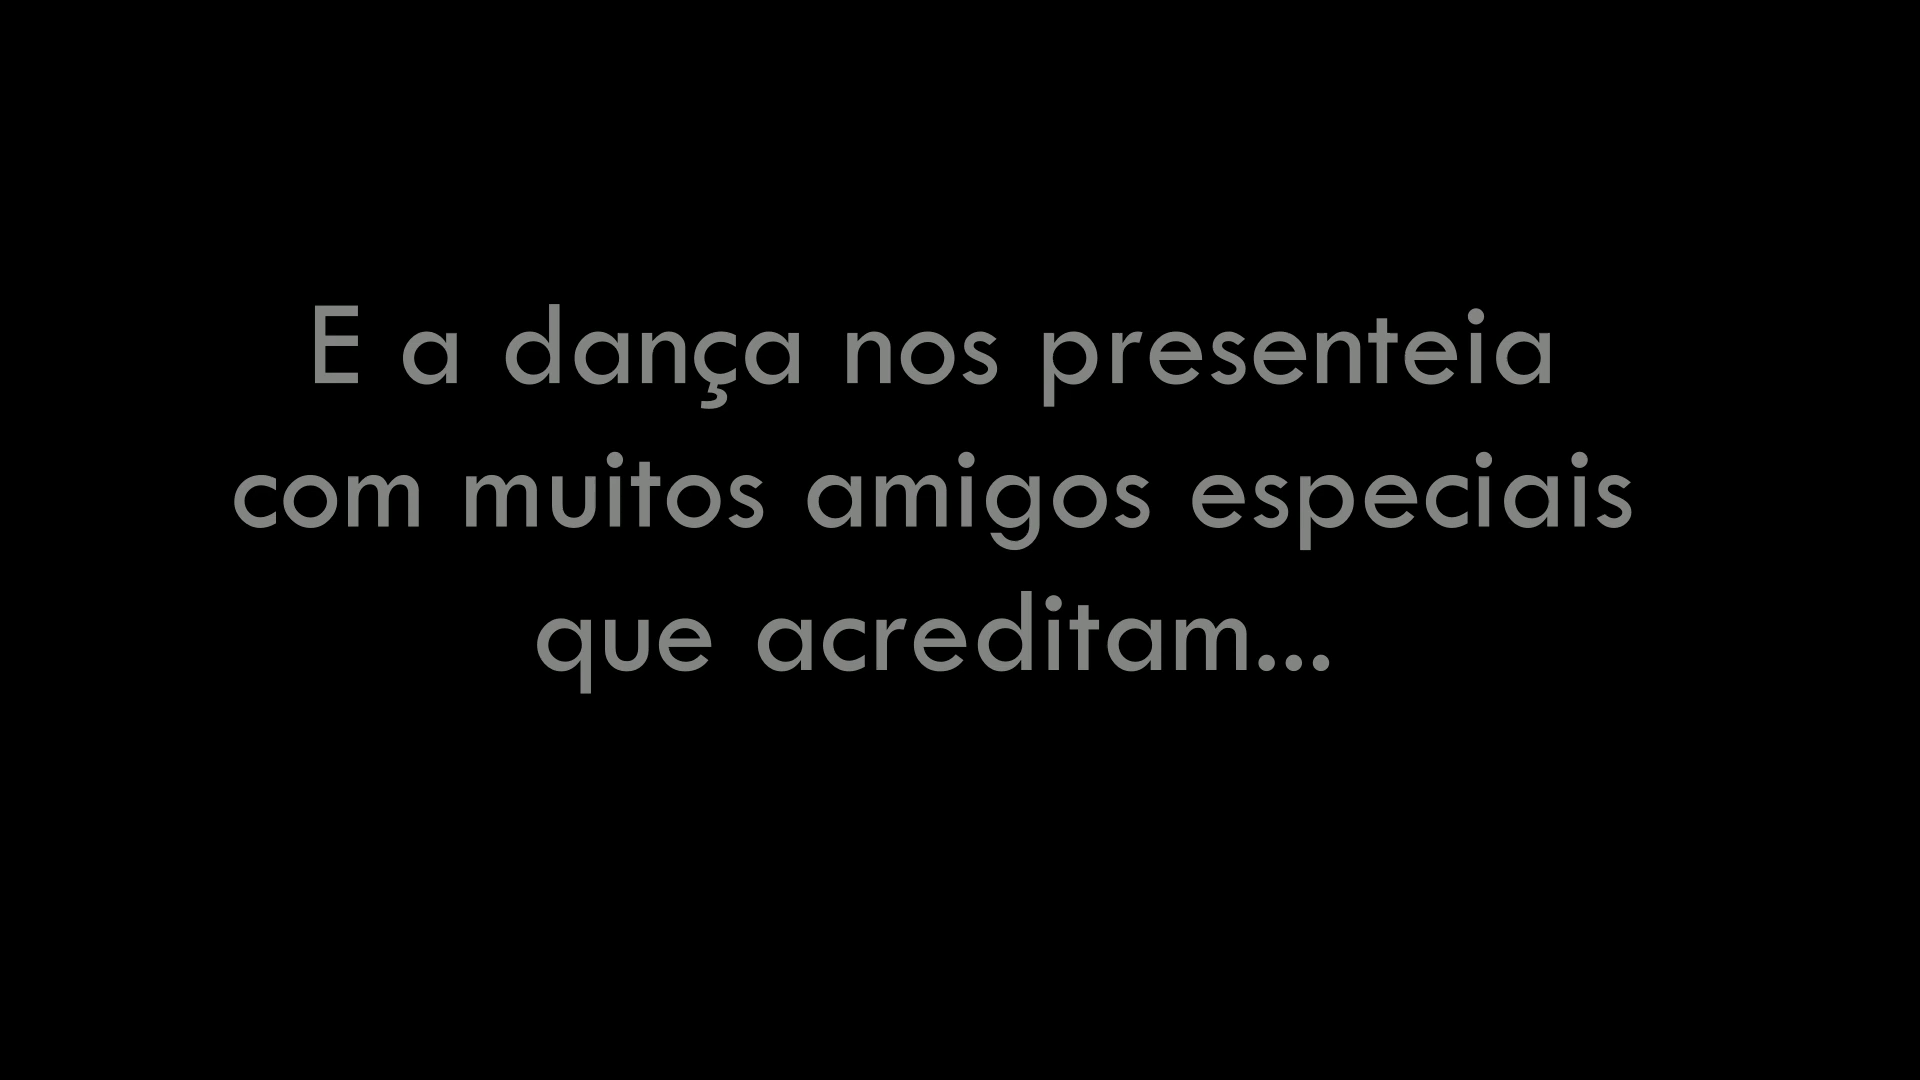 E a dança nos presenteia
com muitos amigos especiais
que acreditam...